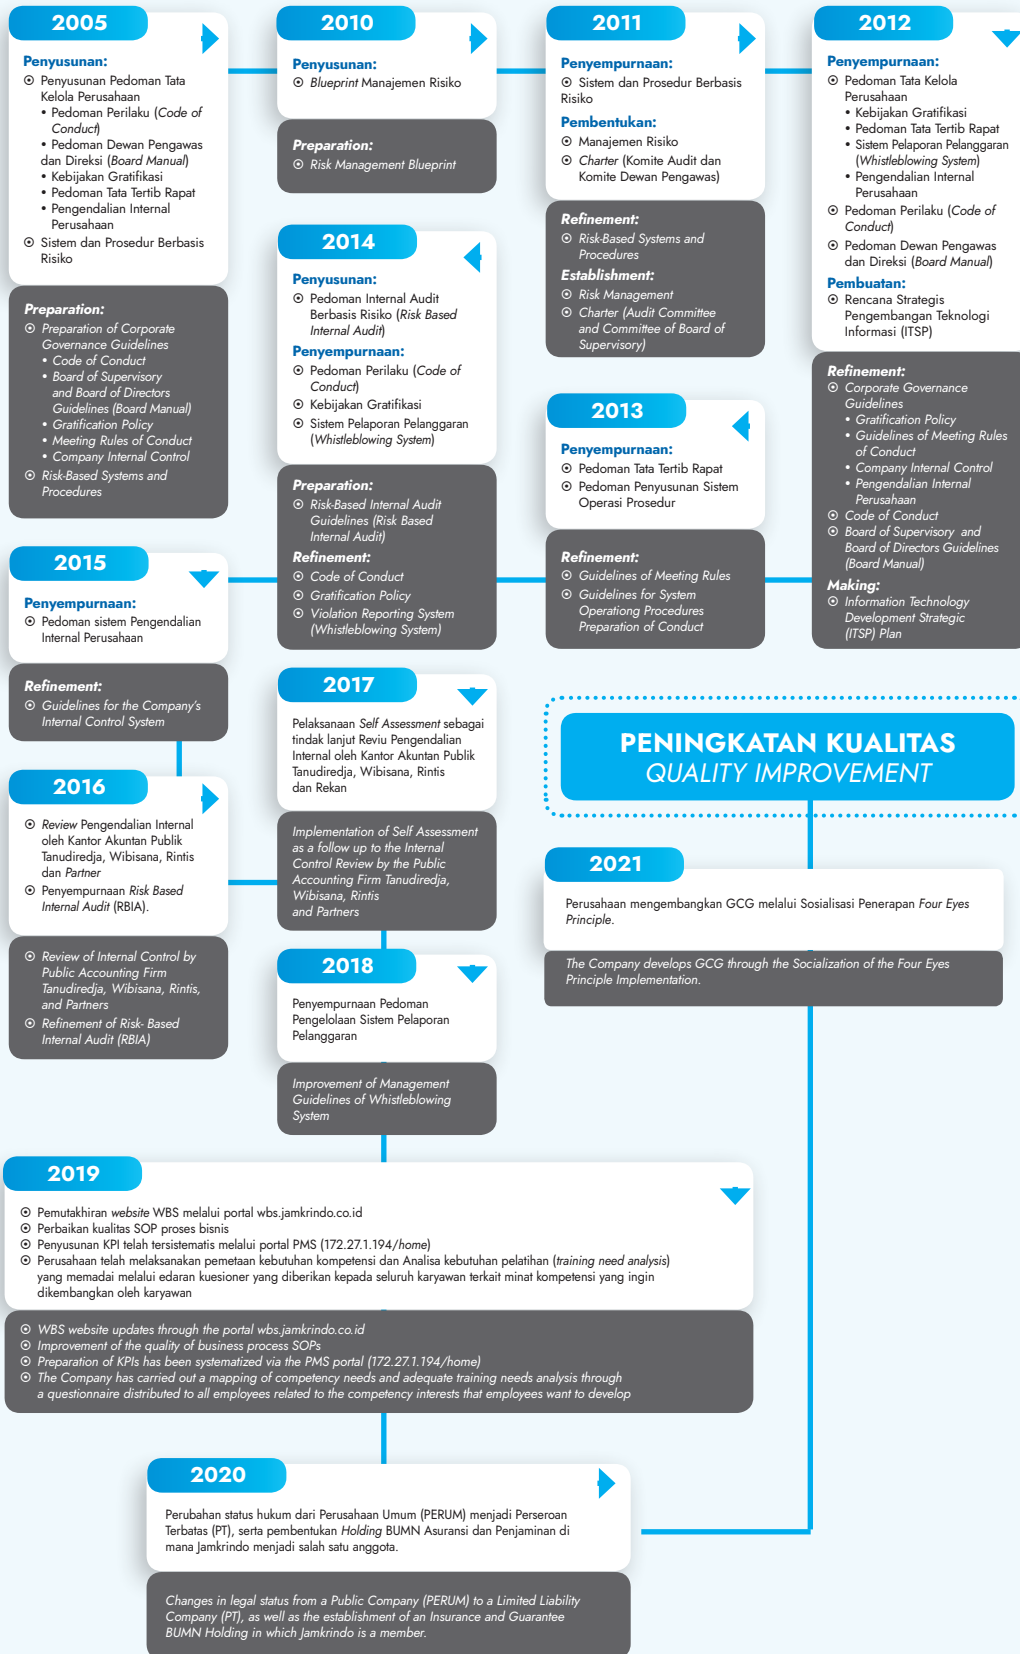 2005
Penyusunan:
Penyusunan Pedoman Tata
Kelola Perusahaan
• Pedoman Perilaku (Code of
Conduct)
• Pedoman Dewan Pengawas
dan Direksi (Board Manual)
• Kebijakan Gratifikasi
• Pedoman Tata Tertib Rapat
• Pengendalian Internal
Perusahaan
Sistem dan Prosedur Berbasis
Risiko
Preparation:
Preparation of Corporate
Governance Guidelines
• Code of Conduct
• Board of Supervisory
and Board of Directors
Guidelines (Board Manual)
• Gratification Policy
• Meeting Rules of Conduct
• Company Internal Control
Risk-Based Systems and
Procedures
2010
Penyusunan:
Blueprint Manajemen Risiko
Preparation:
Risk Management Blueprint
2011
Penyempurnaan:
Sistem dan Prosedur Berbasis
Risiko
Pembentukan:
Manajemen Risiko
Charter (Komite Audit dan
Komite Dewan Pengawas)
Refinement:
Risk-Based Systems and
Procedures
Establishment:
Risk Management
Charter (Audit Committee
and Committee of Board of
Supervisory)
2012
Penyempurnaan:
Pedoman Tata Kelola
Perusahaan
• Kebijakan Gratifikasi
• Pedoman Tata Tertib Rapat
• Sistem Pelaporan Pelanggaran
(Whistleblowing System)
• Pengendalian Internal
Perusahaan
Pedoman Perilaku (Code of
Conduct)
Pedoman Dewan Pengawas
dan Direksi (Board Manual)
Pembuatan:
Rencana Strategis
Pengembangan Teknologi
Informasi (ITSP)
Refinement:
Corporate Governance
Guidelines
• Gratification Policy
• Guidelines of Meeting Rules
of Conduct
• Company Internal Control
• Pengendalian Internal
Perusahaan
Code of Conduct
Board of Supervisory and
Board of Directors Guidelines
(Board Manual)
Making:
Information Technology
Development Strategic
(ITSP) Plan
2013
Penyempurnaan:
Pedoman Tata Tertib Rapat
Pedoman Penyusunan Sistem
Operasi Prosedur
Refinement:
Guidelines of Meeting Rules
Guidelines for System
Operationg Procedures
Preparation of Conduct
2014
Penyusunan:
Pedoman Internal Audit
Berbasis Risiko (Risk Based
Internal Audit)
Penyempurnaan:
Pedoman Perilaku (Code of
Conduct)
Kebijakan Gratifikasi
Sistem Pelaporan Pelanggaran
(Whistleblowing System)
Preparation:
Risk-Based Internal Audit
Guidelines (Risk Based
Internal Audit)
Refinement:
Code of Conduct
Gratification Policy
Violation Reporting System
(Whistleblowing System)
2015
Penyempurnaan:
Pedoman sistem Pengendalian
Internal Perusahaan
Refinement:
Guidelines for the Company's
Internal Control System
2016
Review Pengendalian Internal
oleh Kantor Akuntan Publik
Tanudiredja, Wibisana, Rintis
dan Partner
Penyempurnaan Risk Based
Internal Audit (RBIA).
Review of Internal Control by
Public Accounting Firm
Tanudiredja, Wibisana, Rintis,
and Partners
Refinement of Risk- Based
Internal Audit (RBIA)
2017
Pelaksanaan Self Assessment sebagai
tindak lanjut Reviu Pengendalian
Internal oleh Kantor Akuntan Publik
Tanudiredja, Wibisana, Rintis
dan Rekan
Implementation of Self Assessment
as a follow up to the Internal
Control Review by the Public
Accounting Firm Tanudiredja,
Wibisana, Rintis
and Partners
2018
Penyempurnaan Pedoman
Pengelolaan Sistem Pelaporan
Pelanggaran
Improvement of Management
Guidelines of Whistleblowing
System
2019
Pemutakhiran website WBS melalui portal wbs.jamkrindo.co.id
Perbaikan kualitas SOP proses bisnis
Penyusunan KPI telah tersistematis melalui portal PMS (172.27.1.194/home)
Perusahaan telah melaksanakan pemetaan kebutuhan kompetensi dan Analisa kebutuhan pelatihan (training need analysis)
yang memadai melalui edaran kuesioner yang diberikan kepada seluruh karyawan terkait minat kompetensi yang ingin
dikembangkan oleh karyawan
WBS website updates through the portal wbs.jamkrindo.co.id
Improvement of the quality of business process SOPs
Preparation of KPIs has been systematized via the PMS portal (172.27.1.194/home)
The Company has carried out a mapping of competency needs and adequate training needs analysis through
a questionnaire distributed to all employees related to the competency interests that employees want to develop
2020
Perubahan status hukum dari Perusahaan Umum (PERUM) menjadi Perseroan
Terbatas (PT), serta pembentukan Holding BUMN Asuransi dan Penjaminan di
mana Jamkrindo menjadi salah satu anggota.
Changes in legal status from a Public Company (PERUM) to a Limited Liability
Company (PT), as well as the establishment of an Insurance and Guarantee
BUMN Holding in which Jamkrindo is a member.
PENINGKATAN KUALITAS
QUALITY IMPROVEMENT
2021
Perusahaan mengembangkan GCG melalui Sosialisasi Penerapan Four Eyes
Principle.
The Company develops GCG through the Socialization of the Four Eyes
Principle Implementation.